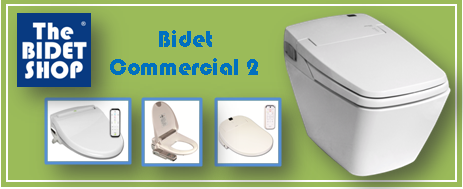 The ®
BIDET
SHOP
Bidet
Commercial 2